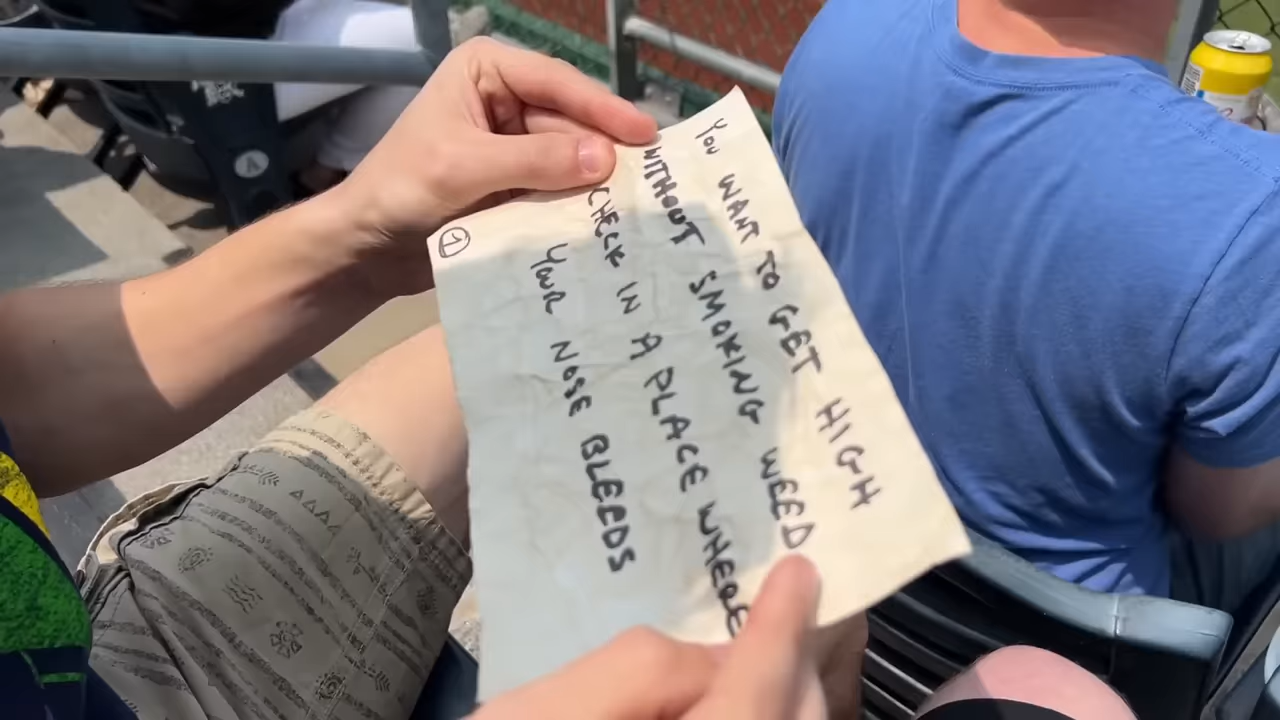 YOU WANT TO GET HIGH
WITHOUT SMOKING WEED
CHECK IN A PLACE WHERE
YOUR NOSE BLEEDS
1
A